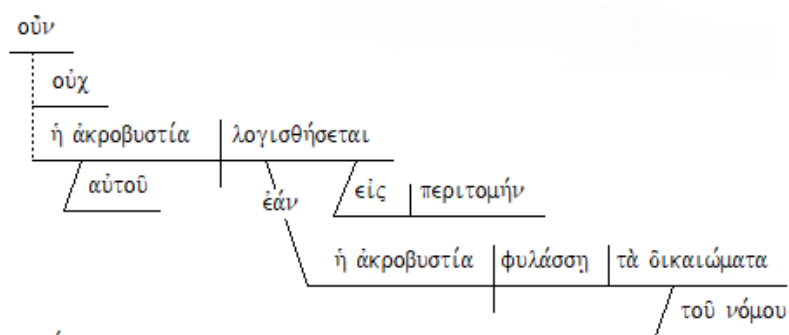 οὖν
οὐχ
ἡ ἀκροβυστία λογισθήσεται
αὐτοῦ
ἐάν
εἰς περιτομήν
ἡ ἀκροβυστία φυλάσσῃ τὰ δικαιώματα
τοῦ νόμου